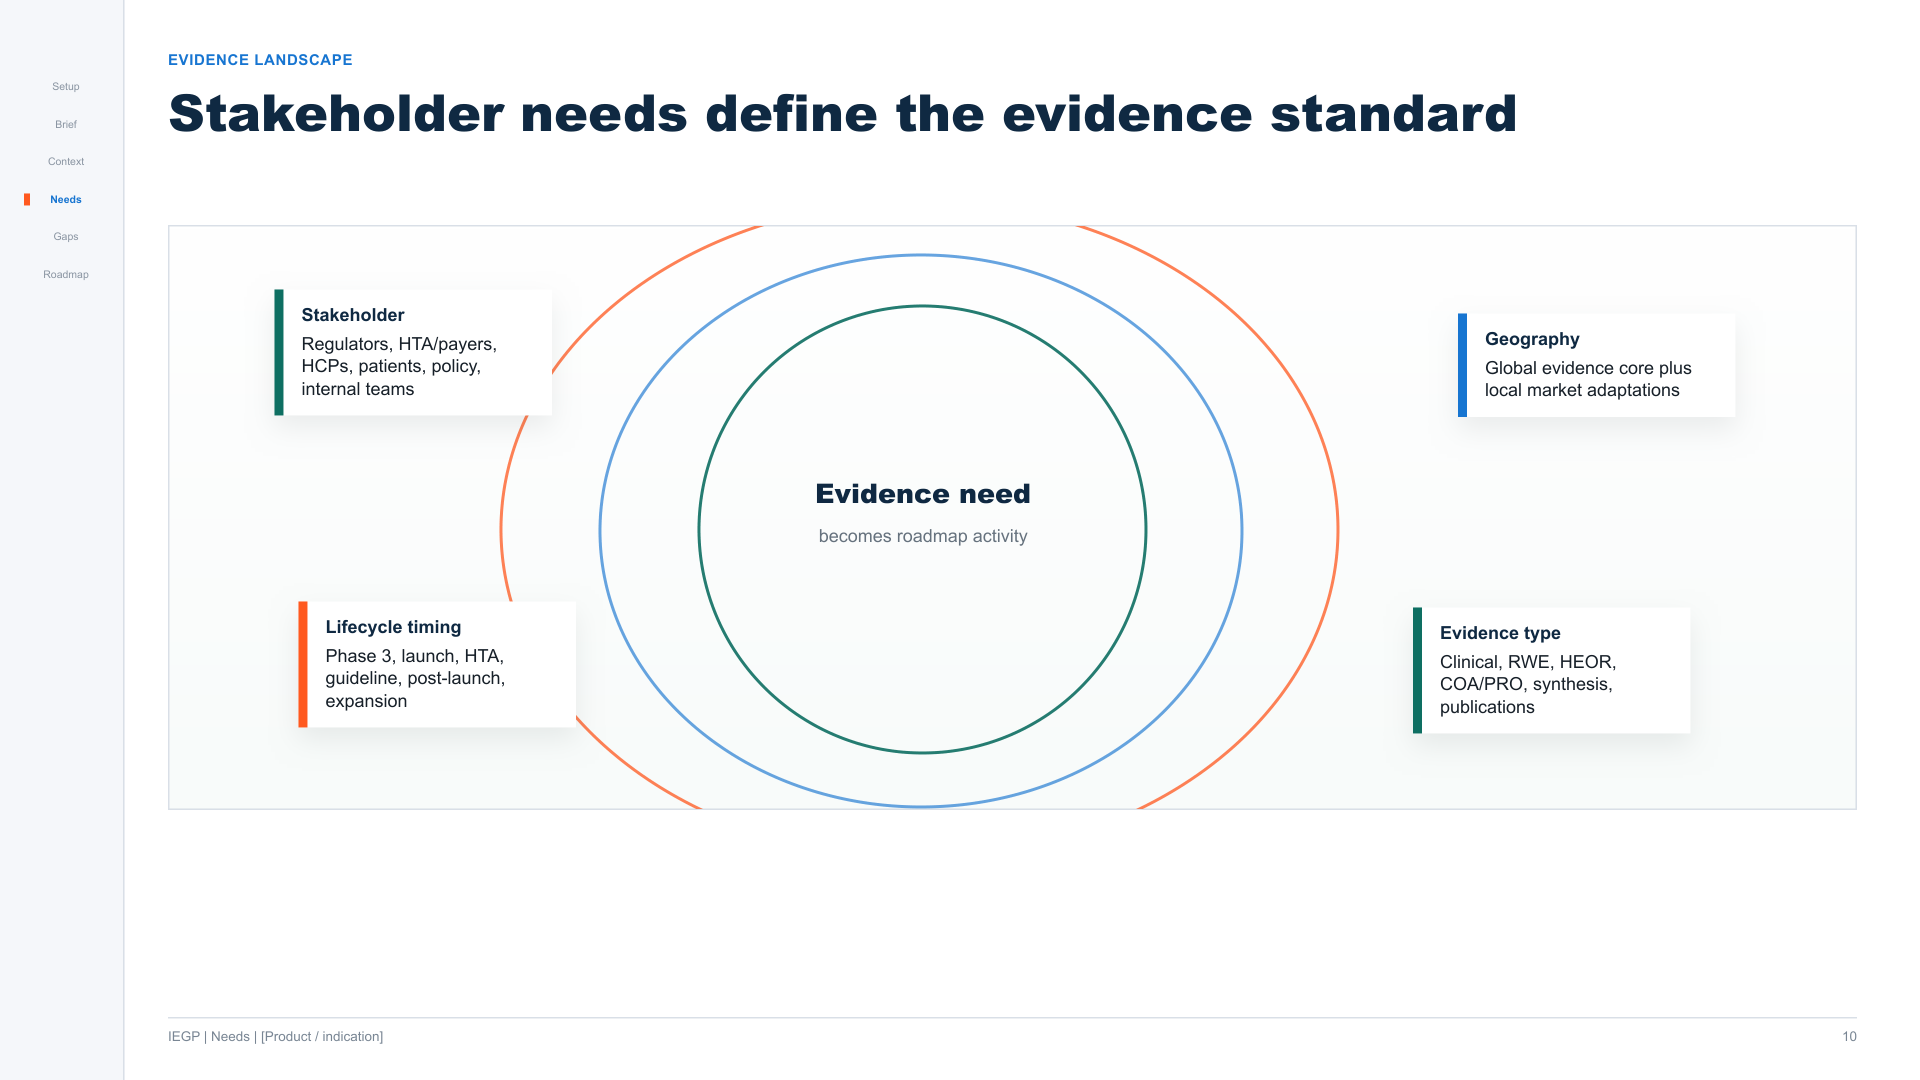 Setup
Brief
Context
Needs
Gaps
Roadmap
EVIDENCE LANDSCAPE
Stakeholder needs define the evidence standard
Stakeholder
Regulators, HTA/payers,
HCPs, patients, policy,
internal teams
Geography
Global evidence core plus
local market adaptations
Evidence need
becomes roadmap activity
Lifecycle timing
Phase 3, launch, HTA,
guideline, post-launch,
expansion
Evidence type
Clinical, RWE, HEOR,
COA/PRO, synthesis,
publications
IEGP | Needs | [Product / indication]
10